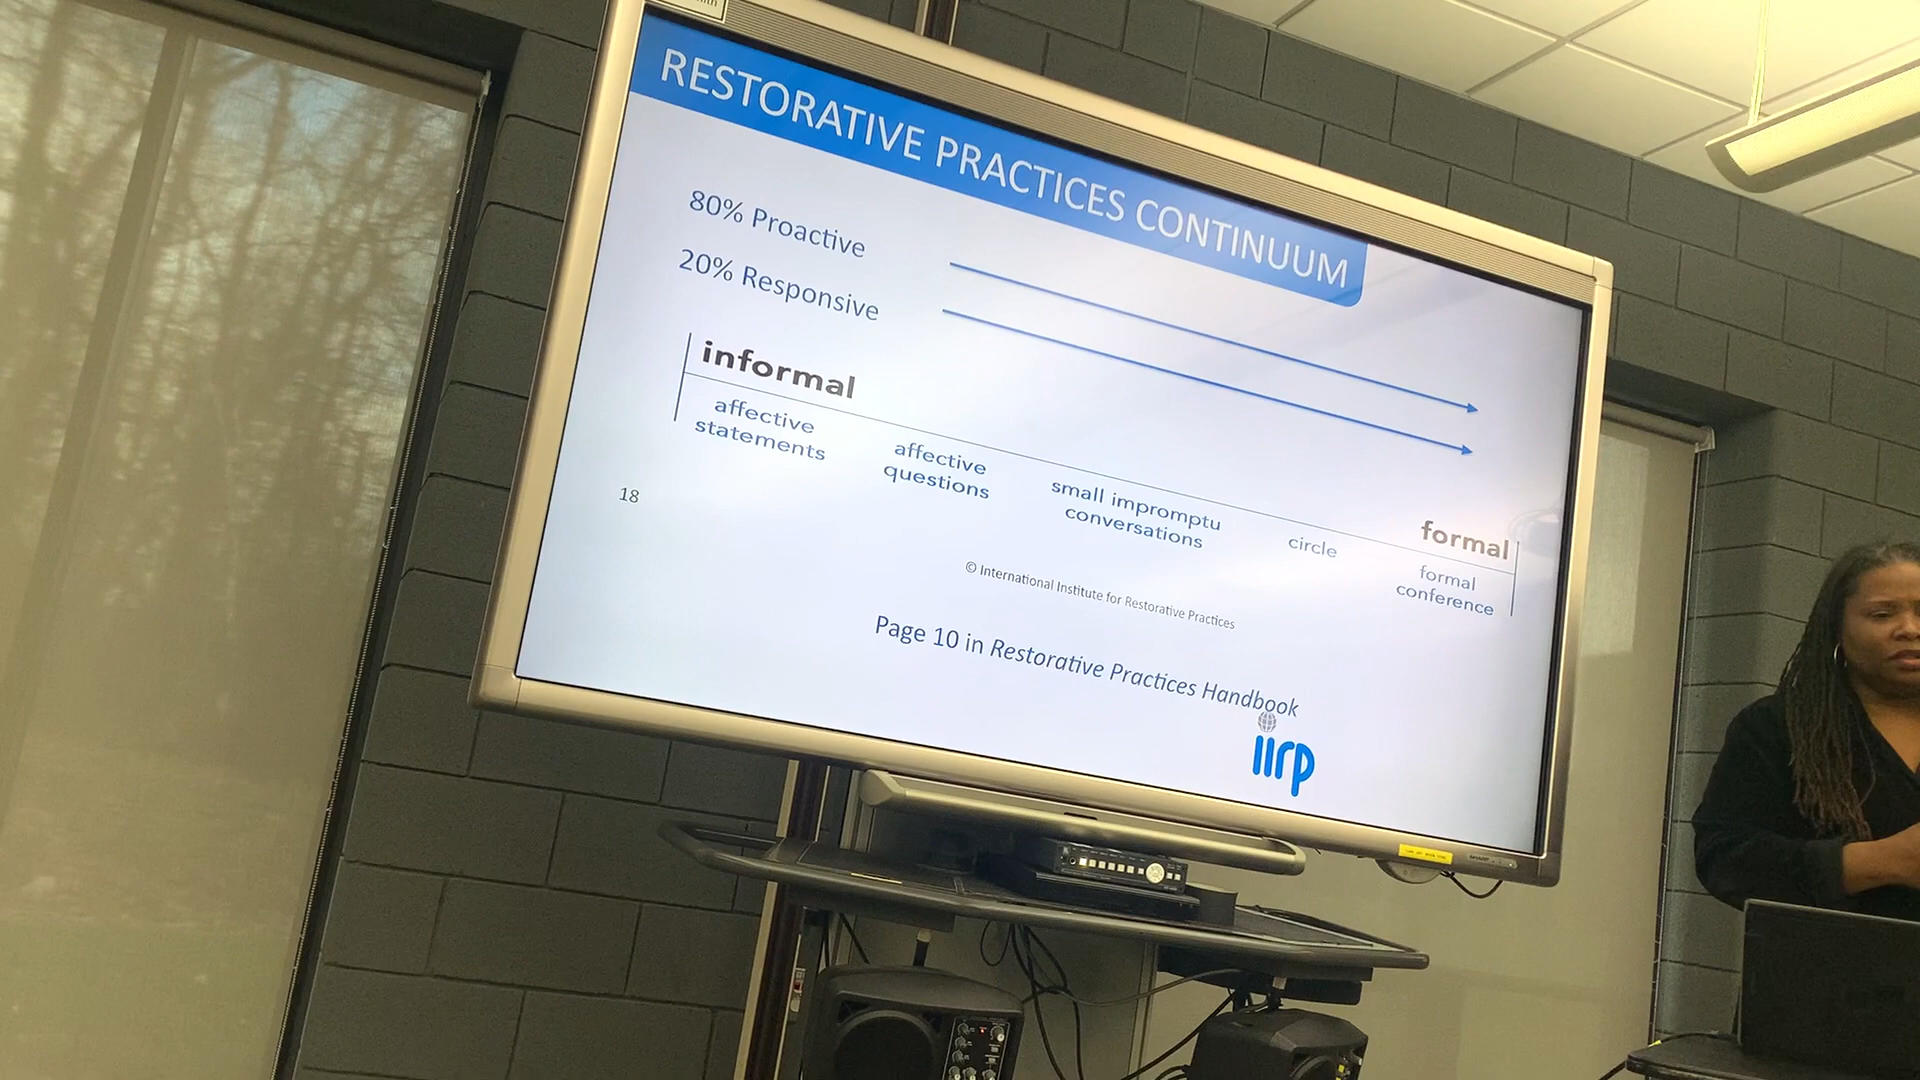 RESTORATIVE PRACTICES CONTINUUM
80% Proactive
20% Responsive
informal
formal
affective
statements
affective
questions
small impromptu
conversations
circle
formal
conference
18
© International Institute for Restorative Practices
Page 10 in Restorative Practices Handbook
iirp
SHARP